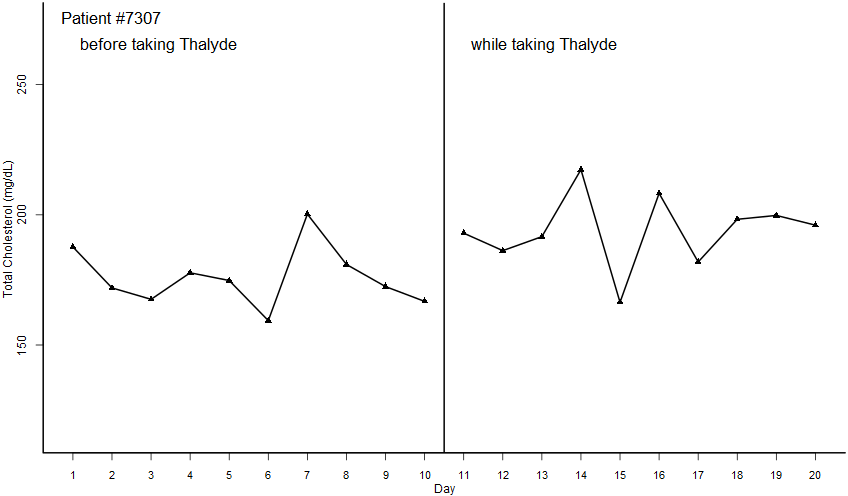 Patient #7307
before taking Thalyde
while taking Thalyde
250
200
150
Total Cholesterol (mg/dL)
1 2 3 4 5 6 7 8 9 10 11 12 13 14 15 16 17 18 19 20
Day